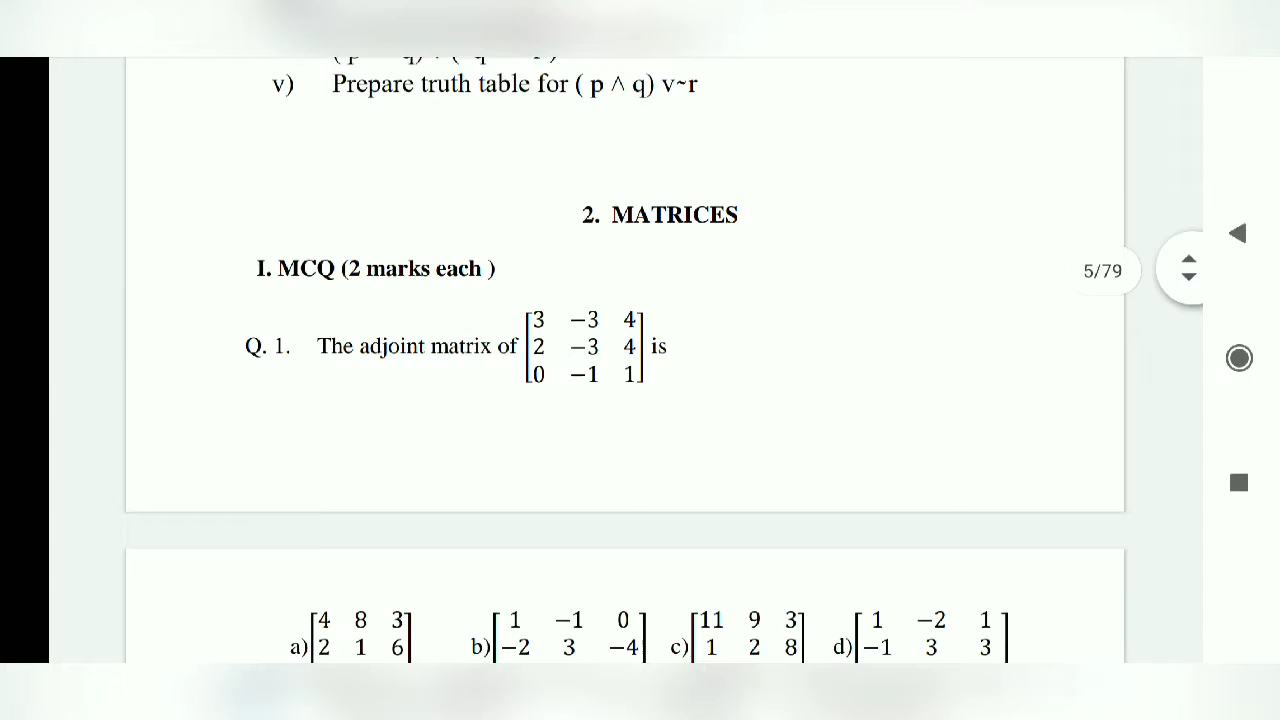 v) Prepare truth table for ( p ^ q) v~r
2. MATRICES
I. MCQ (2 marks each )
5/79
Q. 1. The adjoint matrix of [3 −3 4
2 −3 4
0 −1 1] is
a) [4 8 3 b) [1 −1 0 c) [11 9 3 d) [1 −2 1
2 1 6] −2 3 −4] 1 2 8] −1 3 3]